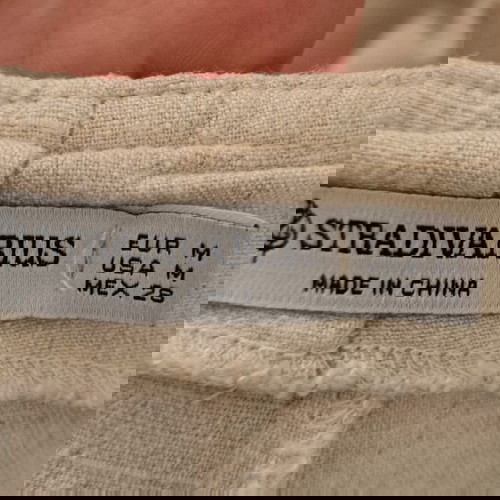 STRADIVARIUS
EUR M
USA M
MEX 28
MADE IN CHINA